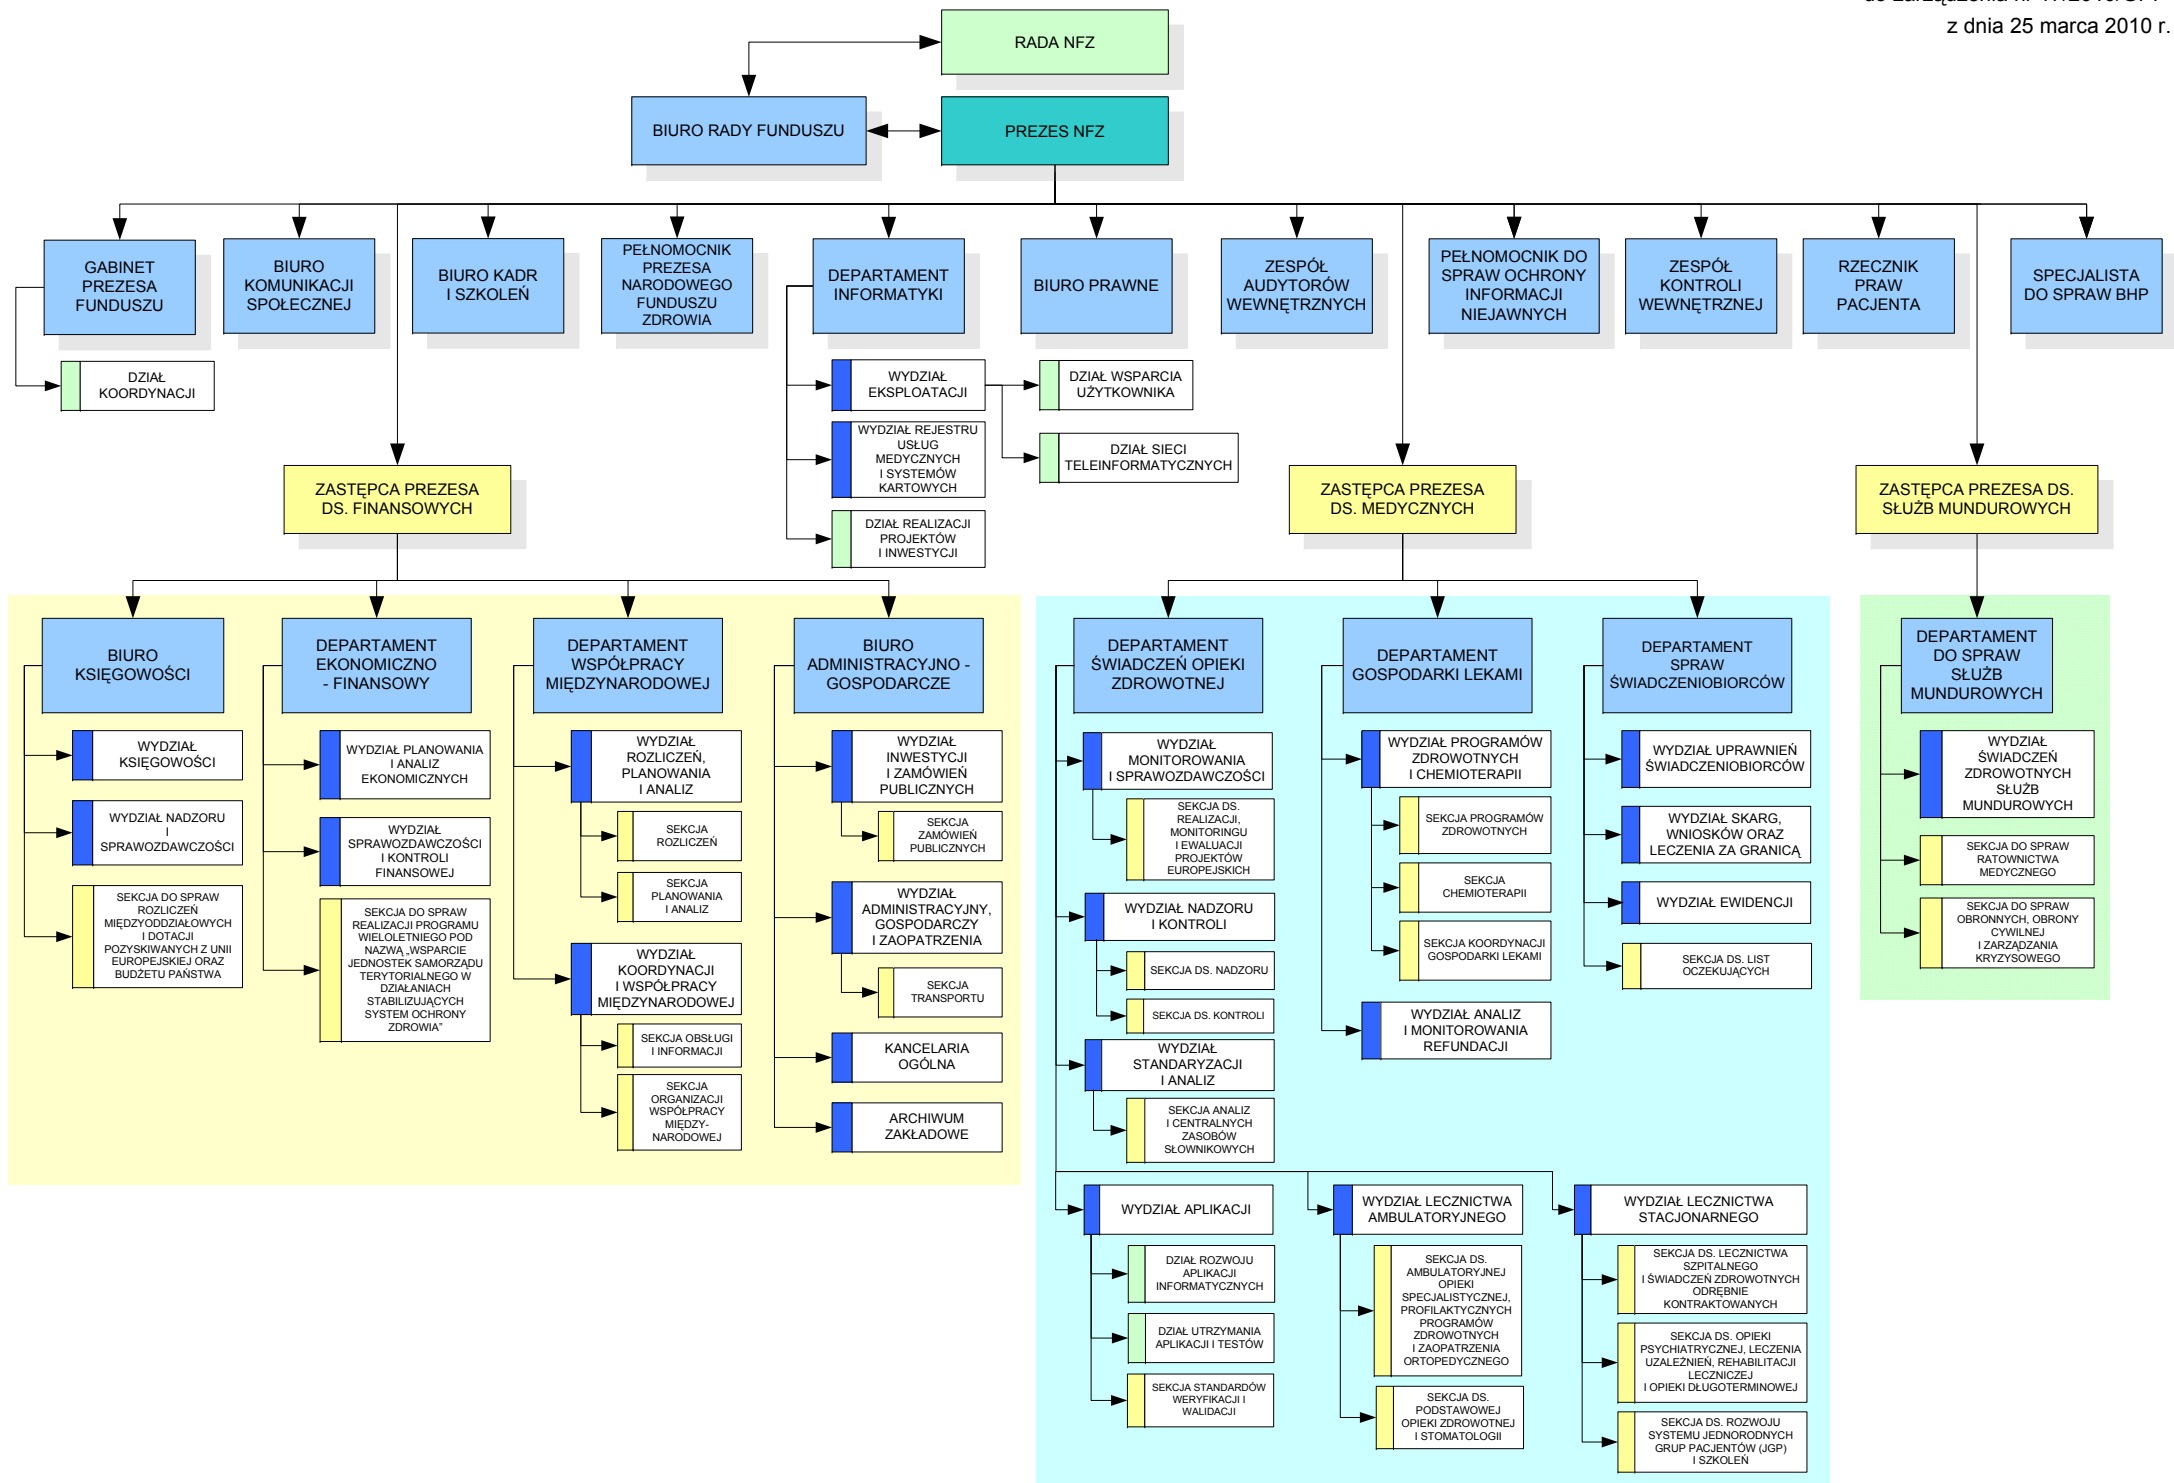 z dnia 25 marca 2010 r.
RADA NFZ
BIURO RADY FUNDUSZU
PREZES NFZ
GABINET
PREZESA
FUNDUSZU
BIURO
KOMUNIKACJI
SPOŁECZNEJ
BIURO KADR
I SZKOLEŃ
PEŁNOMOCNIK
PREZESA
NARODOWEGO
FUNDUSZU
ZDROWIA
DEPARTAMENT
INFORMATYKI
BIURO PRAWNE
ZESPÓŁ
AUDYTORÓW
WEWNĘTRZNYCH
PEŁNOMOCNIK DO
SPRAW OCHRONY
INFORMACJI
NIEJAWNYCH
ZESPÓŁ
KONTROLI
WEWNĘTRZNEJ
RZECZNIK
PRAW
PACJENTA
SPECJALISTA
DO SPRAW BHP
DZIAŁ
KOORDYNACJI
WYDZIAŁ
EKSPLOATACJI
DZIAŁ WSPARCIA
UŻYTKOWNIKA
WYDZIAŁ REJESTRU
USŁUG
MEDYCZNYCH
I SYSTEMÓW
KARTOWYCH
DZIAŁ SIECI
TELEINFORMATYCZNYCH
DZIAŁ REALIZACJI
PROJEKTÓW
I INWESTYCJI
ZASTĘPCA PREZESA
DS. FINANSOWYCH
ZASTĘPCA PREZESA
DS. MEDYCZNYCH
ZASTĘPCA PREZESA DS.
SŁUŻB MUNDUROWYCH
BIURO
KSIĘGOWOŚCI
WYDZIAŁ
KSIĘGOWOŚCI
WYDZIAŁ NADZORU
I
SPRAWOZDAWCZOŚCI
SEKCJA DO SPRAW
ROZLICZEŃ
MIĘDZYODDZIAŁOWYCH
I DOTACJI
POZYSKIWANYCH Z UNII
EUROPEJSKIEJ ORAZ
BUDŻETU PAŃSTWA
DEPARTAMENT
EKONOMICZNO
- FINANSOWY
WYDZIAŁ PLANOWANIA
I ANALIZ
EKONOMICZNYCH
WYDZIAŁ
SPRAWOZDAWCZOŚCI
I KONTROLI
FINANSOWEJ
SEKCJA DO SPRAW
REALIZACJI PROGRAMU
WIELOLETNIEGO POD
NAZWĄ „WSPARCIE
JEDNOSTEK SAMORZĄDU
TERYTORIALNEGO W
DZIAŁANIACH
STABILIZUJĄCYCH
SYSTEM OCHRONY
ZDROWIA”
DEPARTAMENT
WSPÓŁPRACY
MIĘDZYNARODOWEJ
WYDZIAŁ
ROZLICZEŃ,
PLANOWANIA
I ANALIZ
SEKCJA
ROZLICZEŃ
SEKCJA
PLANOWANIA
I ANALIZ
WYDZIAŁ
KOORDYNACJI
I WSPÓŁPRACY
MIĘDZYNARODOWEJ
SEKCJA OBSŁUGI
I INFORMACJI
SEKCJA
ORGANIZACJI
WSPÓŁPRACY
MIĘDZY-
NARODOWEJ
BIURO
ADMINISTRACYJNO -
GOSPODARCZE
WYDZIAŁ
INWESTYCJI
I ZAMÓWIEŃ
PUBLICZNYCH
SEKCJA
ZAMÓWIEŃ
PUBLICZNYCH
WYDZIAŁ
ADMINISTRACYJNY,
GOSPODARCZY
I ZAOPATRZENIA
SEKCJA
TRANSPORTU
KANCELARIA
OGÓLNA
ARCHIWUM
ZAKŁADOWE
DEPARTAMENT
ŚWIADCZEŃ OPIEKI
ZDROWOTNEJ
WYDZIAŁ
MONITOROWANIA
I SPRAWOZDAWCZOŚCI
SEKCJA DS.
REALIZACJI,
MONITORINGU
I EWALUACJI
PROJEKTÓW
EUROPEJSKICH
WYDZIAŁ NADZORU
I KONTROLI
SEKCJA DS. NADZORU
SEKCJA DS. KONTROLI
WYDZIAŁ
STANDARYZACJI
I ANALIZ
SEKCJA ANALIZ
I CENTRALNYCH
ZASOBÓW
SŁOWNIKOWYCH
DEPARTAMENT
GOSPODARKI LEKAMI
WYDZIAŁ PROGRAMÓW
ZDROWOTNYCH
I CHEMIOTERAPII
SEKCJA PROGRAMÓW
ZDROWOTNYCH
SEKCJA
CHEMIOTERAPII
SEKCJA KOORDYNACJI
GOSPODARKI LEKAMI
WYDZIAŁ ANALIZ
I MONITOROWANIA
REFUNDACJI
DEPARTAMENT
SPRAW
ŚWIADCZENIOBIORCÓW
WYDZIAŁ UPRAWNIEŃ
ŚWIADCZENIOBIORCÓW
WYDZIAŁ SKARG,
WNIOSKÓW ORAZ
LECZENIA ZA GRANICĄ
WYDZIAŁ EWIDENCJI
SEKCJA DS. LIST
OCZEKUJĄCYCH
DEPARTAMENT
DO SPRAW
SŁUŻB
MUNDUROWYCH
WYDZIAŁ
ŚWIADCZEŃ
ZDROWOTNYCH
SŁUŻB
MUNDUROWYCH
SEKCJA DO SPRAW
RATOWNICTWA
MEDYCZNEGO
SEKCJA DO SPRAW
OBRONNYCH, OBRONY
CYWILNEJ
I ZARZĄDZANIA
KRYZYSOWEGO
WYDZIAŁ APLIKACJI
DZIAŁ ROZWOJU
APLIKACJI
INFORMATYCZNYCH
DZIAŁ UTRZYMANIA
APLIKACJI I TESTÓW
SEKCJA STANDARDÓW
WERYFIKACJI I
WALIDACJI
WYDZIAŁ LECZNICTWA
AMBULATORYJNEGO
SEKCJA DS.
AMBULATORYJNEJ
OPIEKI
SPECJALISTYCZNEJ,
PROFILAKTYCZNYCH
PROGRAMÓW
ZDROWOTNYCH
I ZAOPATRZENIA
ORTOPEDYCZNEGO
SEKCJA DS.
PODSTAWOWEJ
OPIEKI ZDROWOTNEJ
I STOMATOLOGII
WYDZIAŁ LECZNICTWA
STACJONARNEGO
SEKCJA DS. LECZNICTWA
SZPITALNEGO
I ŚWIADCZEŃ ZDROWOTNYCH
ODRĘBNIE
KONTRAKTOWANYCH
SEKCJA DS. OPIEKI
PSYCHIATRYCZNEJ, LECZENIA
UZALEŻNIEŃ, REHABILITACJI
LECZNICZEJ
I OPIEKI DŁUGOTERMINOWEJ
SEKCJA DS. ROZWOJU
SYSTEMU JEDNORODNYCH
GRUP PACJENTÓW (JGP)
I SZKOLEŃ